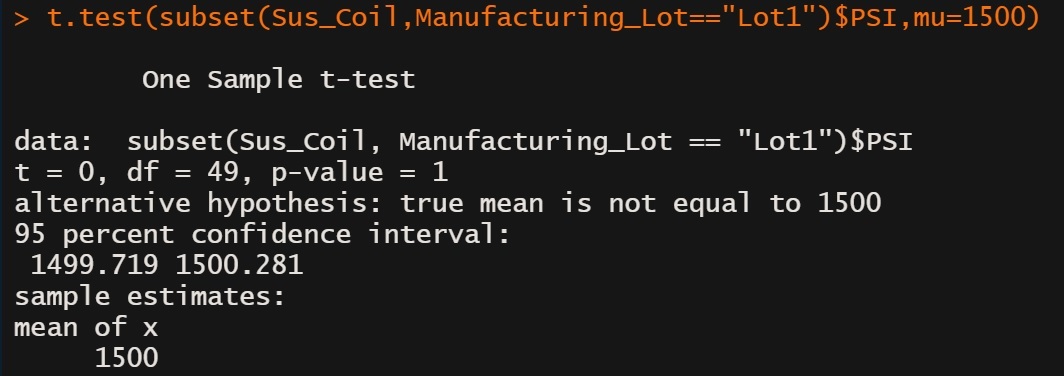 > t.test(subset(Sus_Coil,Manufacturing_Lot=="Lot1")$PSI,mu=1500)
One Sample t-test
data:  subset(Sus_Coil, Manufacturing_Lot == "Lot1")$PSI
t = 0, df = 49, p-value = 1
alternative hypothesis: true mean is not equal to 1500
95 percent confidence interval:
1499.719 1500.281
sample estimates:
mean of x
1500